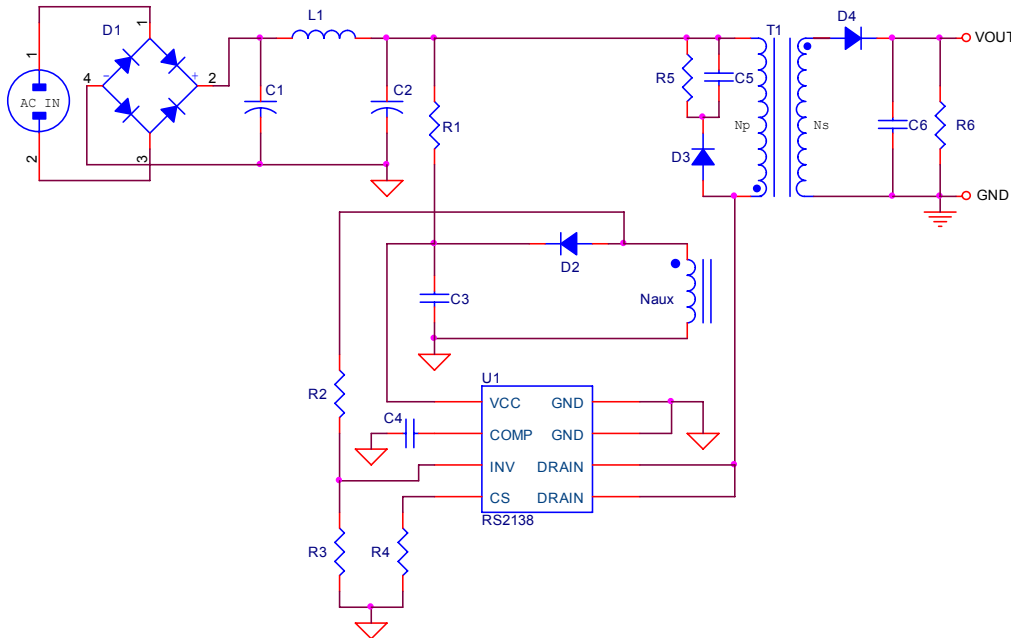 D1
L1
T1
D4
VOUT
1
1
AC IN
4
-
+
2
C1
C2
R1
R5
C5
Np
Ns
C6
R6
2
3
D3
GND
D2
C3
Naux
R2
U1
C4
VCC
GND
COMP
GND
INV
DRAIN
CS
DRAIN
RS2138
R3
R4